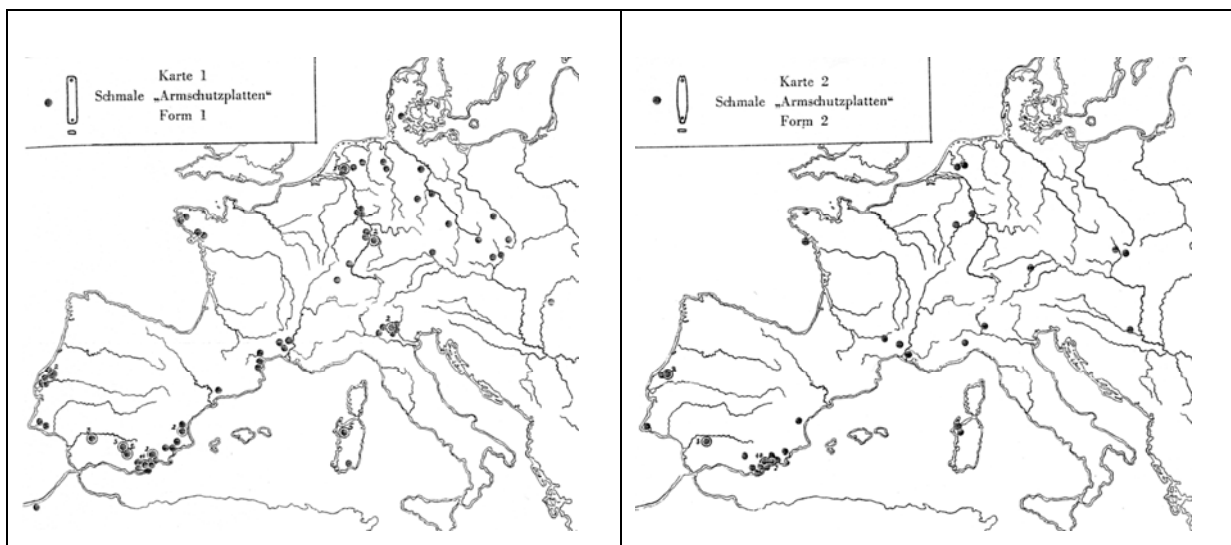 Karte 1
Schmale „Armschutzplatten“
Form 1
Karte 2
Schmale „Armschutzplatten“
Form 2